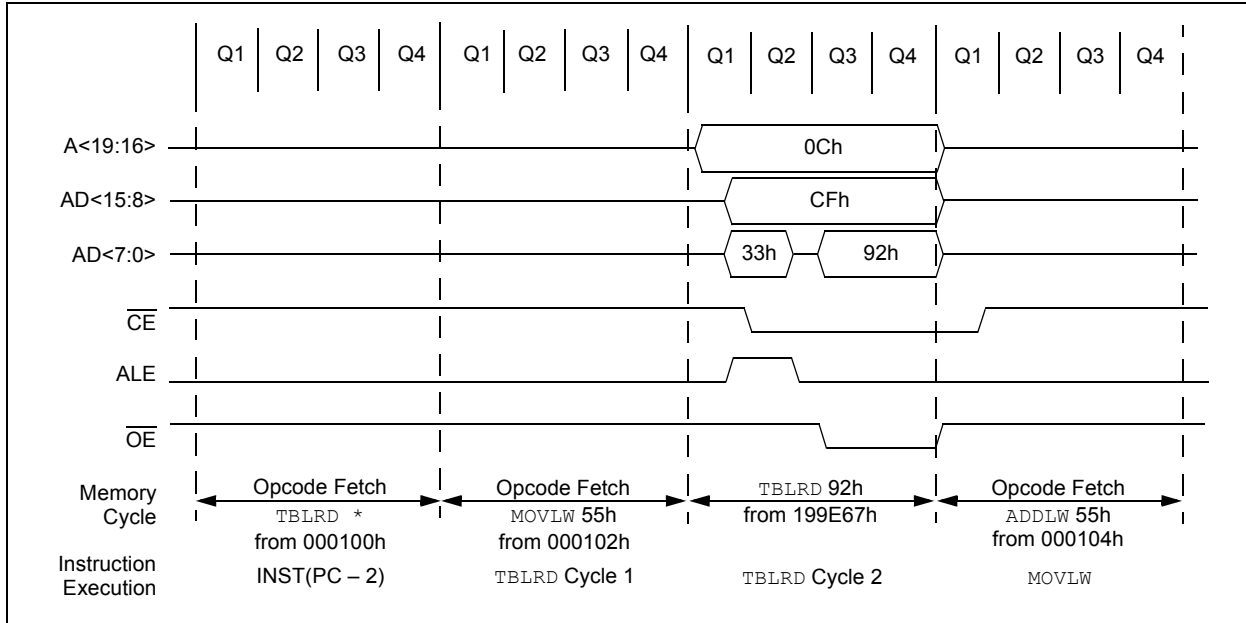 Q1 Q2 Q3 Q4 Q1 Q2 Q3 Q4 Q1 Q2 Q3 Q4 Q1 Q2 Q3 Q4
A<19:16> 0Ch
AD<15:8> CFh
AD<7:0> 33h 92h
CE
ALE
OE
Memory Cycle
Opcode Fetch
TBLRD *
from 000100h
Opcode Fetch
MOVLW 55h
from 000102h
TBLRD 92h
from 199E67h
Opcode Fetch
ADDLW 55h
from 000104h
Instruction Execution
INST(PC – 2)
TBLRD Cycle 1
TBLRD Cycle 2
MOVLW